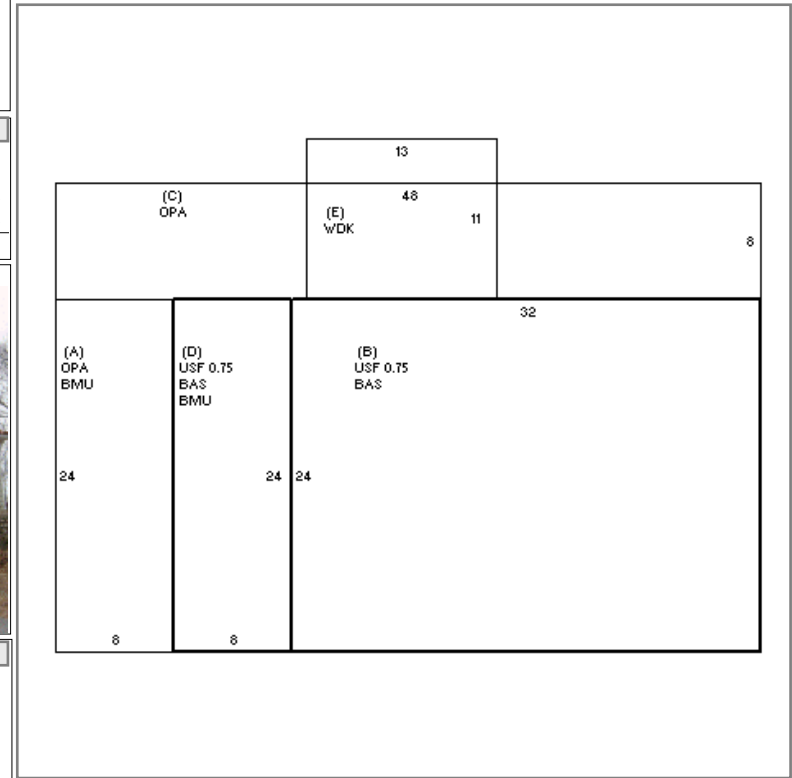 13
(C)
OPA
48
(E)
WDK
11
8
32
(A)
OPA
BMU
(D)
USF 0.75
BAS
BMU
(B)
USF 0.75
BAS
24
24
24
8
8